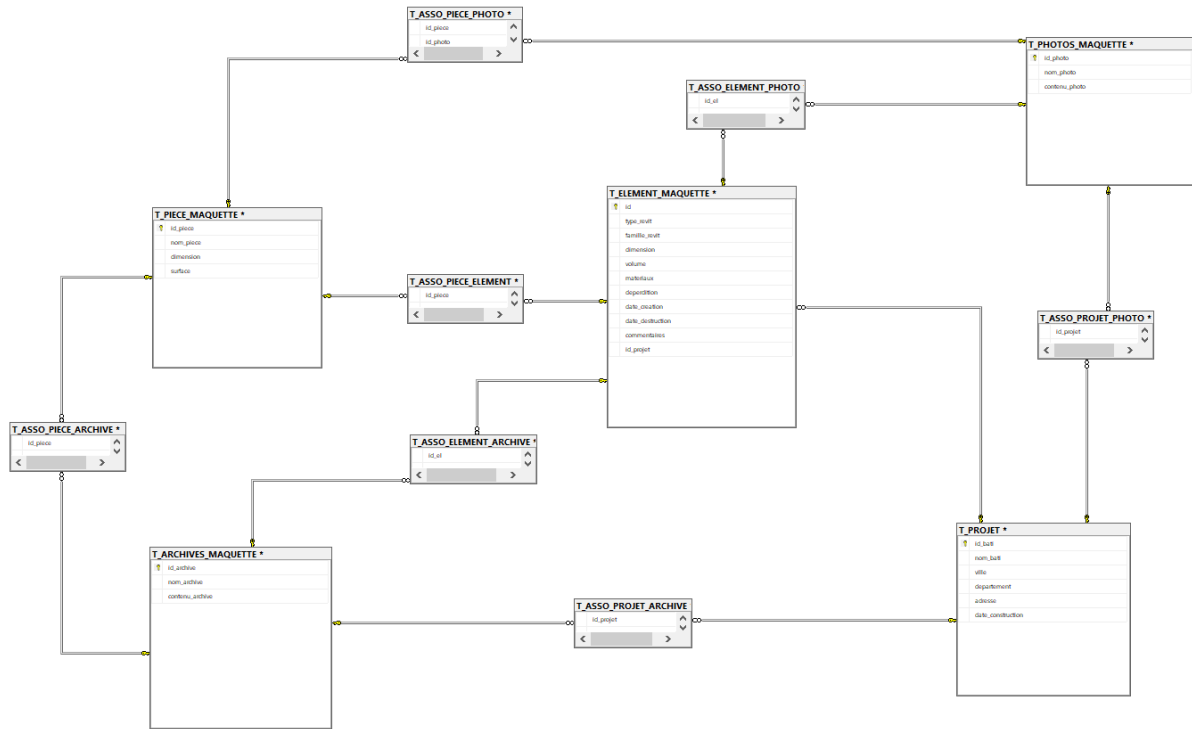 T_ASSO_PIECE_PHOTO *
id_piece
id_photo
T_PHOTOS_MAQUETTE *
id_photo
nom_photo
contenu_photo
T_ASSO_ELEMENT_PHOTO
id_el
T_ELEMENT_MAQUETTE *
id
type_revit
famille_revit
dimension
volume
materiaux
deperdition
date_creation
date_destruction
commentaires
id_projet
T_PIECE_MAQUETTE *
id_piece
nom_piece
dimension
surface
T_ASSO_PIECE_ELEMENT *
id_piece
T_ASSO_PROJET_PHOTO *
id_projet
T_ASSO_PIECE_ARCHIVE *
id_piece
T_ASSO_ELEMENT_ARCHIVE *
id_el
T_ARCHIVES_MAQUETTE *
id_archive
nom_archive
contenu_archive
T_PROJET *
id_bati
nom_bati
ville
departement
adresse
date_construction
T_ASSO_PROJET_ARCHIVE
id_projet